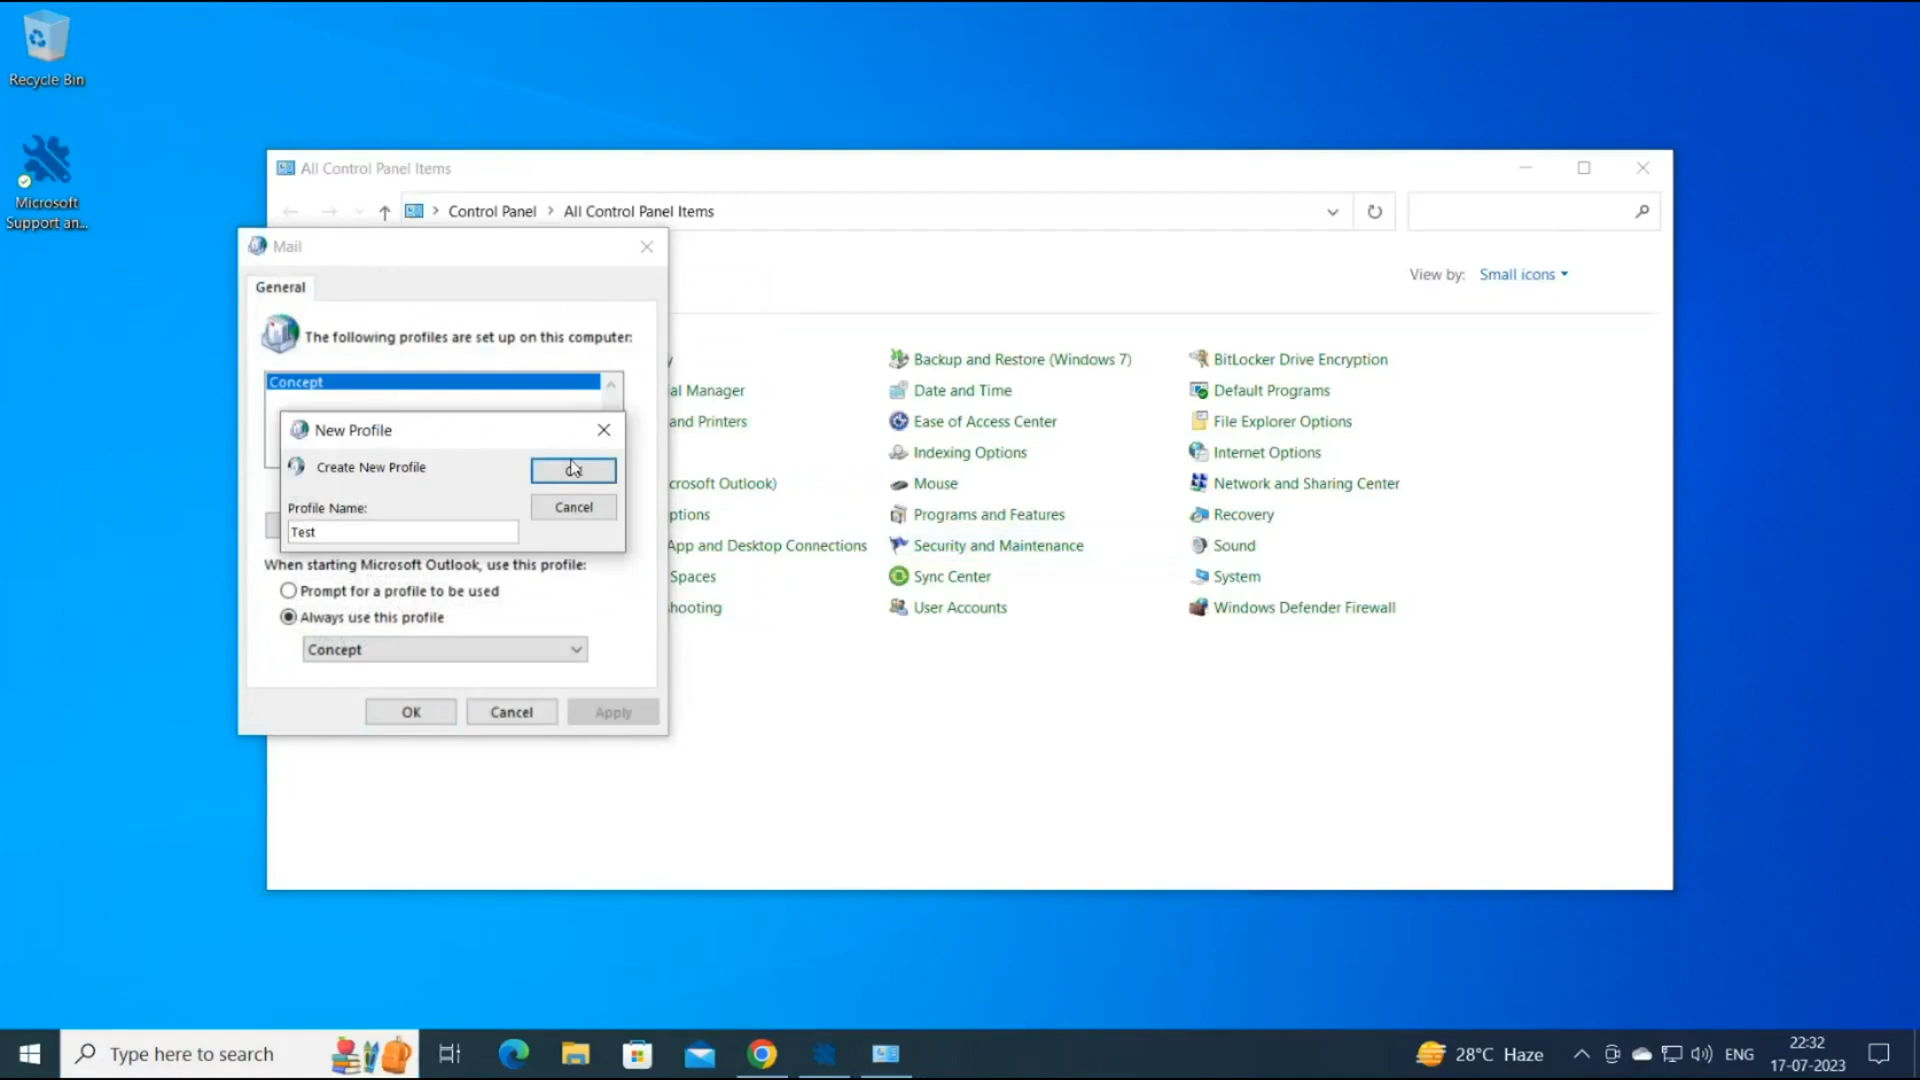 Recycle Bin
Microsoft
Support an...
All Control Panel Items
Control Panel > All Control Panel Items
Mail
General
View by: Small icons
The following profiles are set up on this computer:
Concept
New Profile
Create New Profile
Profile Name:
Cancel
Test
When starting Microsoft Outlook, use this profile:
Prompt for a profile to be used
Always use this profile
Concept
OK Cancel Apply
Backup and Restore (Windows 7) BitLocker Drive Encryption
al Manager Date and Time Default Programs
and Printers Ease of Access Center File Explorer Options
Indexing Options Internet Options
crosoft Outlook) Mouse Network and Sharing Center
ptions Programs and Features Recovery
App and Desktop Connections Security and Maintenance Sound
Spaces Sync Center System
hooting User Accounts Windows Defender Firewall
Type here to search
28°C Haze
ENG
22:32
17-07-2023